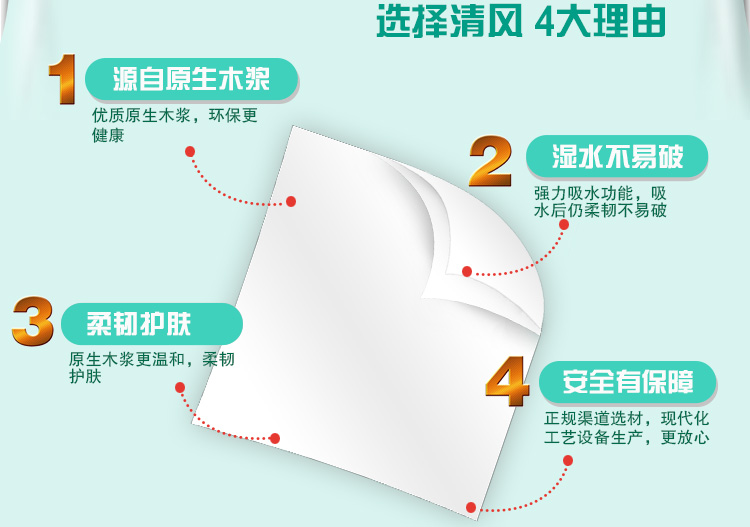 选择清风 4大理由
1
源自原生木浆
优质原生木浆，环保更
健康
2
湿水不易破
强力吸水功能，吸
水后仍柔韧不易破
3
柔韧护肤
原生木浆更温和，柔韧
护肤
4
安全有保障
正规渠道选材，现代化
工艺设备生产，更放心